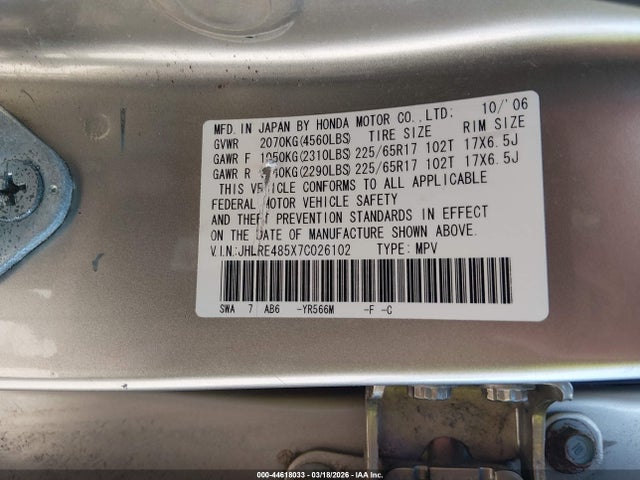 MFD. IN JAPAN BY HONDA MOTOR CO., LTD: 10/'06
GVWR 2070KG(4560LBS) TIRE SIZE RIM SIZE
GAWR F 1050KG(2310LBS) 225/65R17 102T 17X6.5J
GAWR R 0KG(2290LBS) 225/65R17 102T 17X6.5J
THIS VEHICLE CONFORMS TO ALL APPLICABLE
FEDERAL MOTOR VEHICLE SAFETY
AND THEFT PREVENTION STANDARDS IN EFFECT
ON THE DATE OF MANUFACTURE SHOWN ABOVE.
V.I.N:JHLRE485X7C026102 TYPE: MPV
SWA 7 AB6 -YR566M -F -C
000-44618033 - 03/18/2026 - IAA Inc.